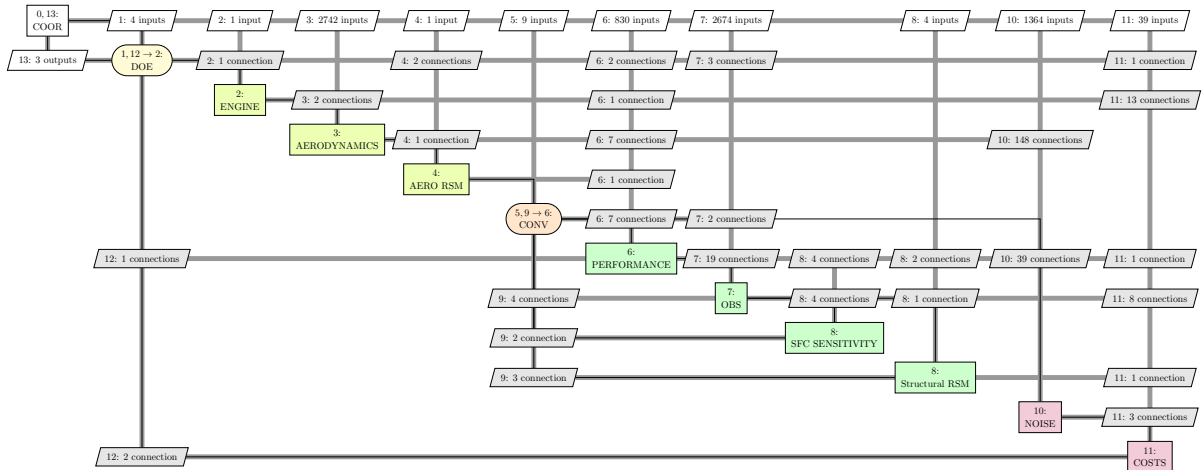 0, 13:
COOR
1: 4 inputs
2: 1 input
3: 2742 inputs
4: 1 input
5: 9 inputs
6: 830 inputs
7: 2674 inputs
8: 4 inputs
10: 1364 inputs
11: 39 inputs
13: 3 outputs
1, 12 → 2:
DOE
2: 1 connection
4: 2 connections
6: 2 connections
7: 3 connections
11: 1 connection
2:
ENGINE
3: 2 connections
6: 1 connection
11: 13 connections
3:
AERODYNAMICS
4: 1 connection
6: 7 connections
10: 148 connections
4:
AERO RSM
6: 1 connection
5, 9 → 6:
CONV
6: 7 connections
7: 2 connections
12: 1 connections
6:
PERFORMANCE
7: 19 connections
8: 4 connections
8: 2 connections
10: 39 connections
11: 1 connection
9: 4 connections
7:
OBS
8: 4 connections
8: 1 connection
11: 8 connections
9: 2 connection
8:
SFC SENSITIVITY
9: 3 connection
8:
Structural RSM
11: 1 connection
10:
NOISE
11: 3 connections
12: 2 connection
11:
COSTS